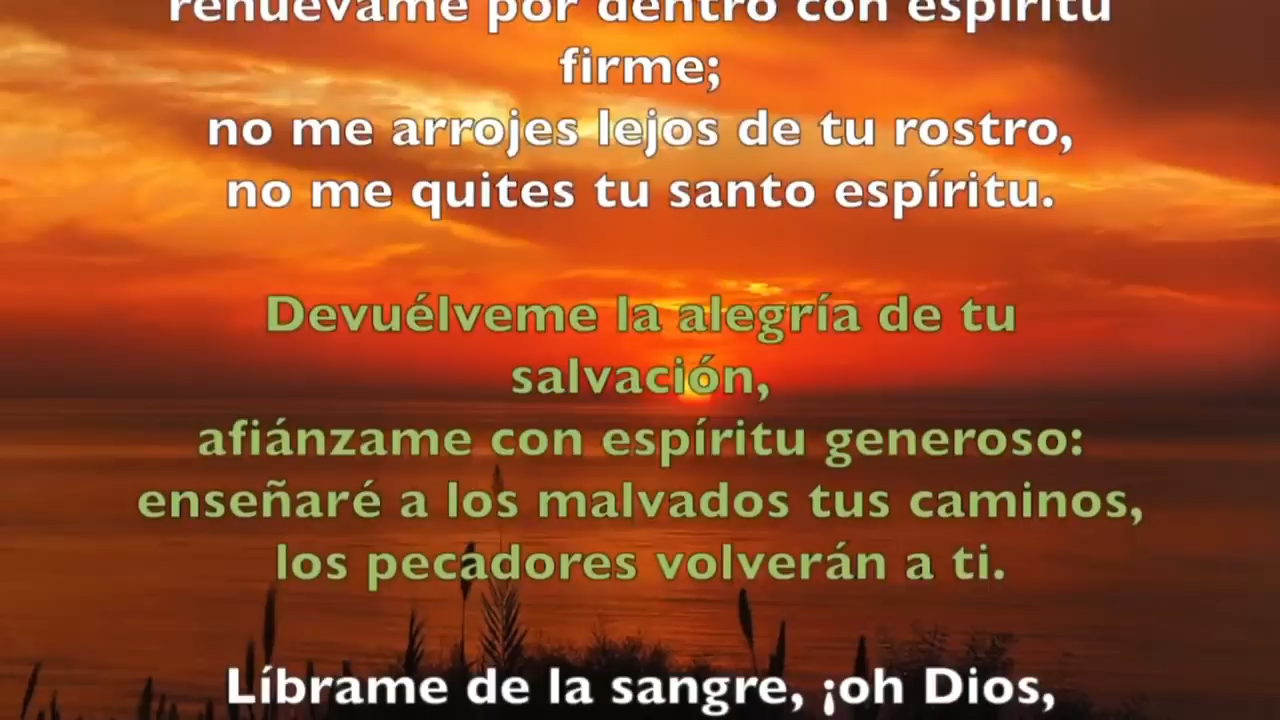 renuévame por dentro con espíritu
firme;
no me arrojes lejos de tu rostro,
no me quites tu santo espíritu.
Devuélveme la alegría de tu
salvación,
afiánzame con espíritu generoso:
enseñaré a los malvados tus caminos,
los pecadores volverán a ti.
Líbrame de la sangre, ¡oh Dios,